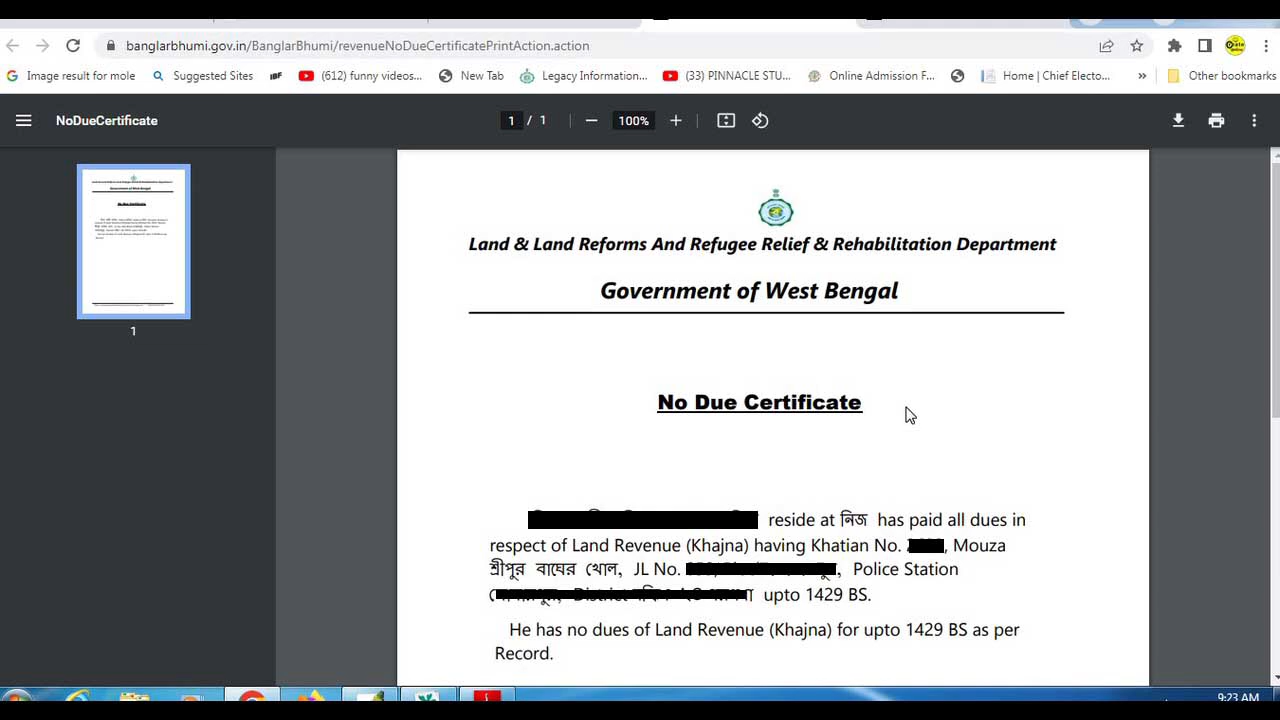 banglarbhumi.gov.in/BanglarBhumi/revenueNoDueCertificatePrintAction.action
Image result for mole Suggested Sites (612) funny videos... New Tab Legacy Information... (33) PINNACLE STU... Online Admission F... Home | Chief Electo... » Other bookmarks
NoDueCertificate 1 / 1 100%
Land & Land Reforms And Refugee Relief & Rehabilitation Department
Government of West Bengal
No Due Certificate
1
reside at নিজ has paid all dues in
respect of Land Revenue (Khajna) having Khatian No. , Mouza
শ্রীপুর বাঘের খোল, JL No. , Police Station
upto 1429 BS.
He has no dues of Land Revenue (Khajna) for upto 1429 BS as per
Record.
9:23 AM